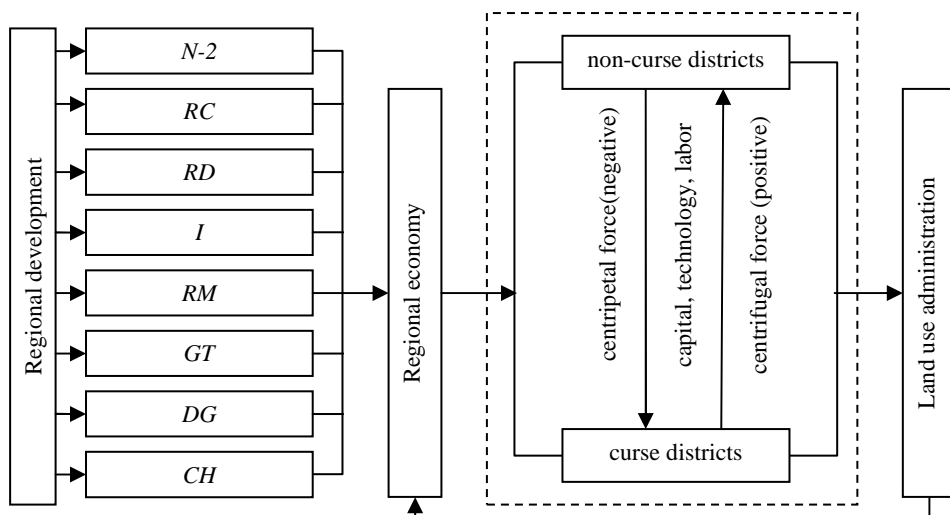 Regional development
N-2
RC
RD
I
RM
GT
DG
CH
Regional economy
non-curse districts
centripetal force(negative)
capital, technology, labor
centrifugal force (positive)
curse districts
Land use administration